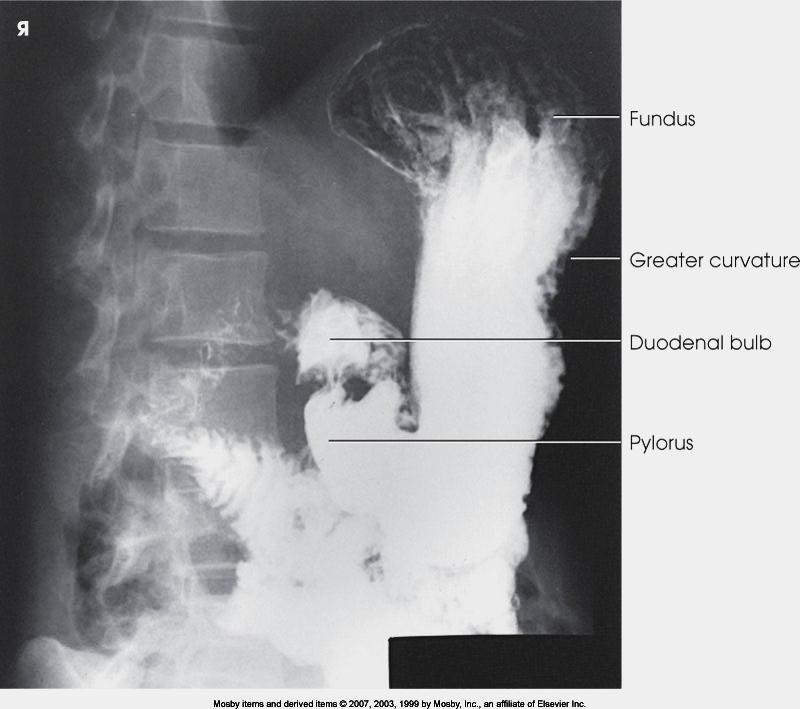 R
Fundus
Greater curvature
Duodenal bulb
Pylorus
Mosby items and derived items © 2007, 2003, 1999 by Mosby, Inc., an affiliate of Elsevier Inc.